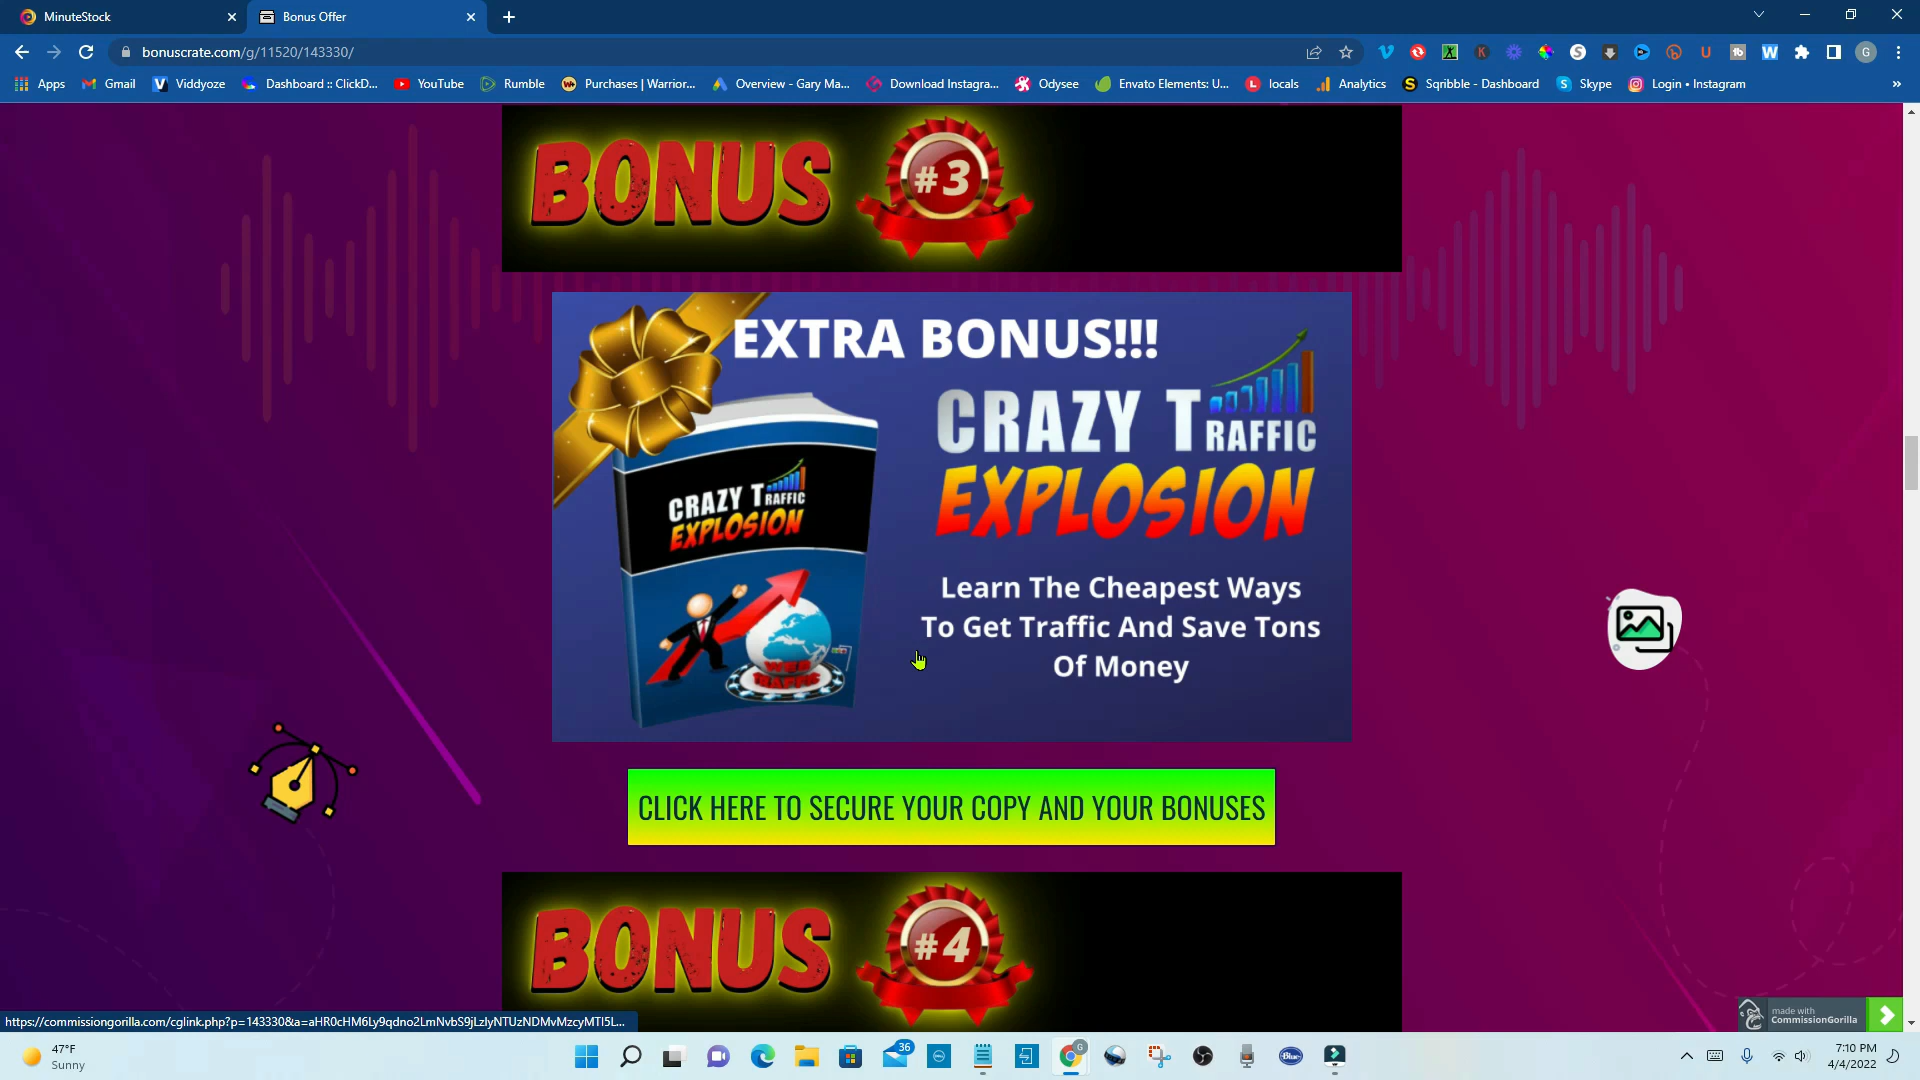 MinuteStock
Bonus Offer
bonuscrate.com/g/11520/143330/
G
Apps
Gmail
Viddyoze
Dashboard :: ClickD...
YouTube
Rumble
Purchases | Warrior...
Overview - Gary Ma...
Download Instagra...
Odysee
Envato Elements: U...
locals
Analytics
Sqribble - Dashboard
Skype
Login • Instagram
»
BONUS #3
EXTRA BONUS!!!
CRAZY TRAFFIC
EXPLOSION
CRAZY TRAFFIC
EXPLOSION
WEB
TRAFFIC
Learn The Cheapest Ways
To Get Traffic And Save Tons
Of Money
CLICK HERE TO SECURE YOUR COPY AND YOUR BONUSES
BONUS #4
made with
CommissionGorilla
47°F
Sunny
36
Blue
7:10 PM
4/4/2022